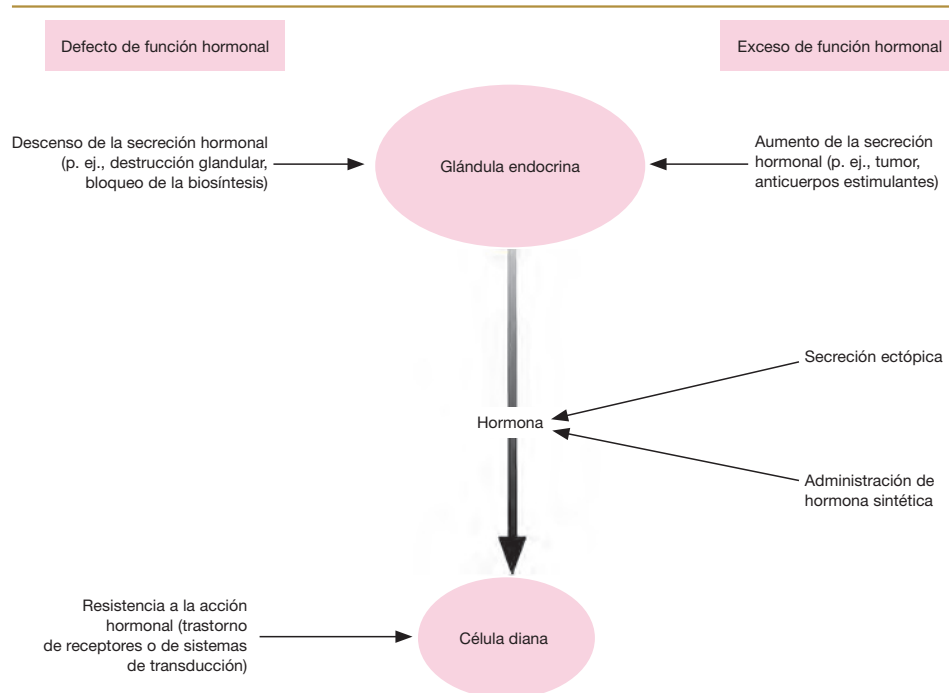 Defecto de función hormonal
Exceso de función hormonal
Descenso de la secreción hormonal
(p. ej., destrucción glandular,
bloqueo de la biosíntesis)
Glándula endocrina
Aumento de la secreción
hormonal (p. ej., tumor,
anticuerpos estimulantes)
Secreción ectópica
Hormona
Administración de
hormona sintética
Resistencia a la acción
hormonal (trastorno
de receptores o de sistemas
de transducción)
Célula diana